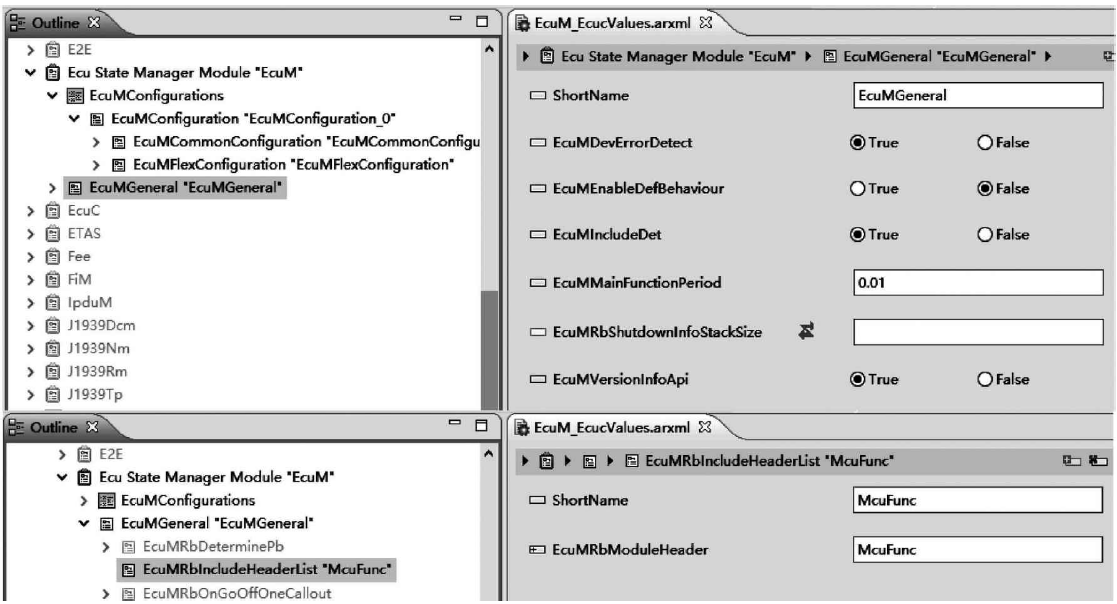 Outline
E2E
Ecu State Manager Module "EcuM"
EcuMConfigurations
EcuMConfiguration "EcuMConfiguration_0"
EcuMCommonConfiguration "EcuMCommonConfigu
EcuMFlexConfiguration "EcuMFlexConfiguration"
EcuMGeneral "EcuMGeneral"
EcuC
ETAS
Fee
FiM
IpduM
J1939Dcm
J1939Nm
J1939Rm
J1939Tp
EcuM_EcucValues.arxml
Ecu State Manager Module "EcuM" EcuMGeneral "EcuMGeneral"
ShortName EcuMGeneral
EcuMDevErrorDetect True False
EcuMEnableDefBehaviour True False
EcuMIncludeDet True False
EcuMMainFunctionPeriod 0.01
EcuMRbShutdownInfoStackSize
EcuMVersionInfoApi True False
Outline
E2E
Ecu State Manager Module "EcuM"
EcuMConfigurations
EcuMGeneral "EcuMGeneral"
EcuMRbDeterminePb
EcuMRbIncludeHeaderList "McuFunc"
EcuMRbOnGoOffOneCallout
EcuM_EcucValues.arxml
EcuMRbIncludeHeaderList "McuFunc"
ShortName McuFunc
EcuMRbModuleHeader McuFunc